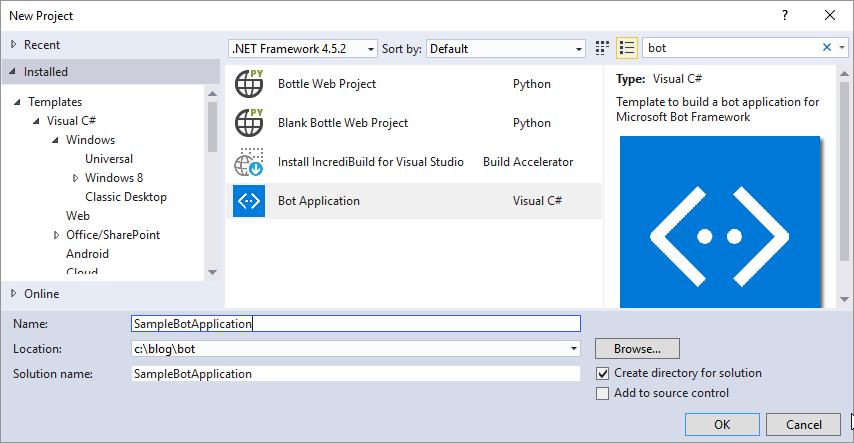 New Project
Recent
.NET Framework 4.5.2 Sort by: Default bot
Installed
Templates
Visual C#
Windows
Universal
Windows 8
Classic Desktop
Web
Office/SharePoint
Android
Cloud
Online
PY Bottle Web Project Python
PY Blank Bottle Web Project Python
Install IncrediBuild for Visual Studio Build Accelerator
Bot Application Visual C#
Type: Visual C#
Template to build a bot application for
Microsoft Bot Framework
Name: SampleBotApplication
Location: c:\blog\bot Browse...
Solution name: SampleBotApplication
Create directory for solution
Add to source control
OK Cancel